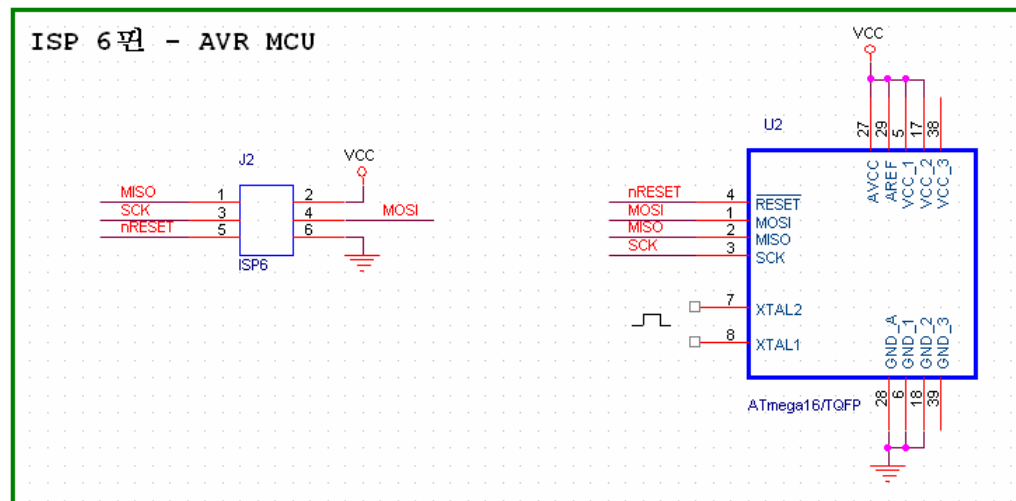 ISP 6핀 - AVR MCU
J2
VCC
MISO 1 2
SCK 3 4 MOSI
nRESET 5 6
ISP6
VCC
U2
27 29 5 17 38
AVCC AREF VCC_1 VCC_2 VCC_3
nRESET 4 RESET
MOSI 1 MOSI
MISO 2 MISO
SCK 3 SCK
7 XTAL2
8 XTAL1
GND_A GND_1 GND_2 GND_3
28 6 18 39
ATmega16/TQFP